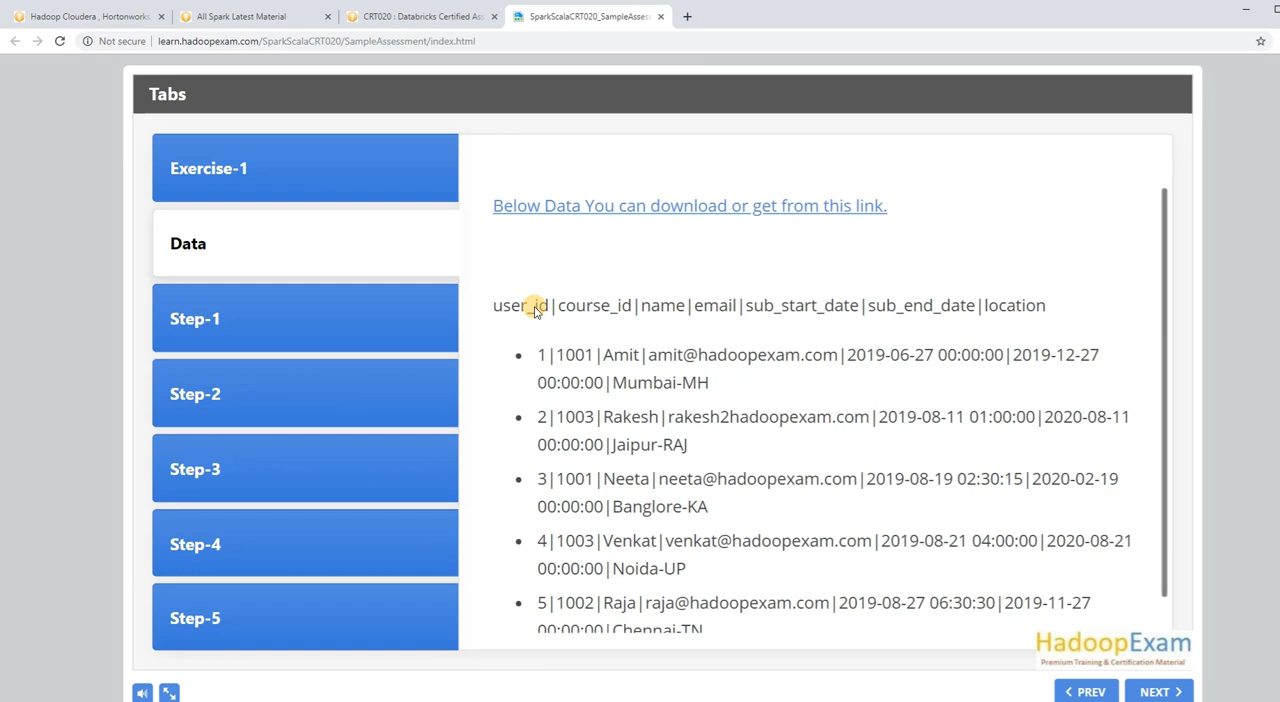 Hadoop Cloudera , Hortonworks
All Spark Latest Material
CRT020 : Databricks Certified As
SparkScalaCRT020_SampleAsses
Not secure
learn.hadoopexam.com/SparkScalaCRT020/SampleAssessment/index.html
Tabs
Exercise-1
Data
Step-1
Step-2
Step-3
Step-4
Step-5
Below Data You can download or get from this link.
user_id|course_id|name|email|sub_start_date|sub_end_date|location
1|1001|Amit|amit@hadoopexam.com|2019-06-27 00:00:00|2019-12-27
00:00:00|Mumbai-MH
2|1003|Rakesh|rakesh2hadoopexam.com|2019-08-11 01:00:00|2020-08-11
00:00:00|Jaipur-RAJ
3|1001|Neeta|neeta@hadoopexam.com|2019-08-19 02:30:15|2020-02-19
00:00:00|Banglore-KA
4|1003|Venkat|venkat@hadoopexam.com|2019-08-21 04:00:00|2020-08-21
00:00:00|Noida-UP
5|1002|Raja|raja@hadoopexam.com|2019-08-27 06:30:30|2019-11-27
00:00:00|Chennai-TN
HadoopExam
Premium Training & Certification Material
PREV
NEXT